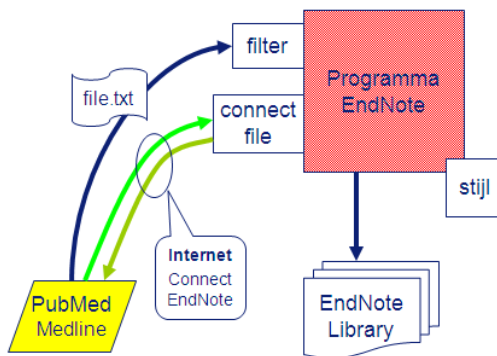 filter
Programma
EndNote
file.txt
connect
file
stijl
Internet
Connect
EndNote
PubMed
Medline
EndNote
Library